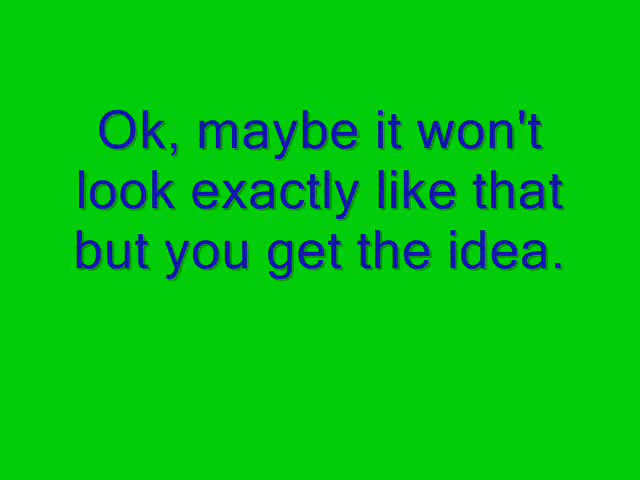 Ok, maybe it won't
look exactly like that
but you get the idea.